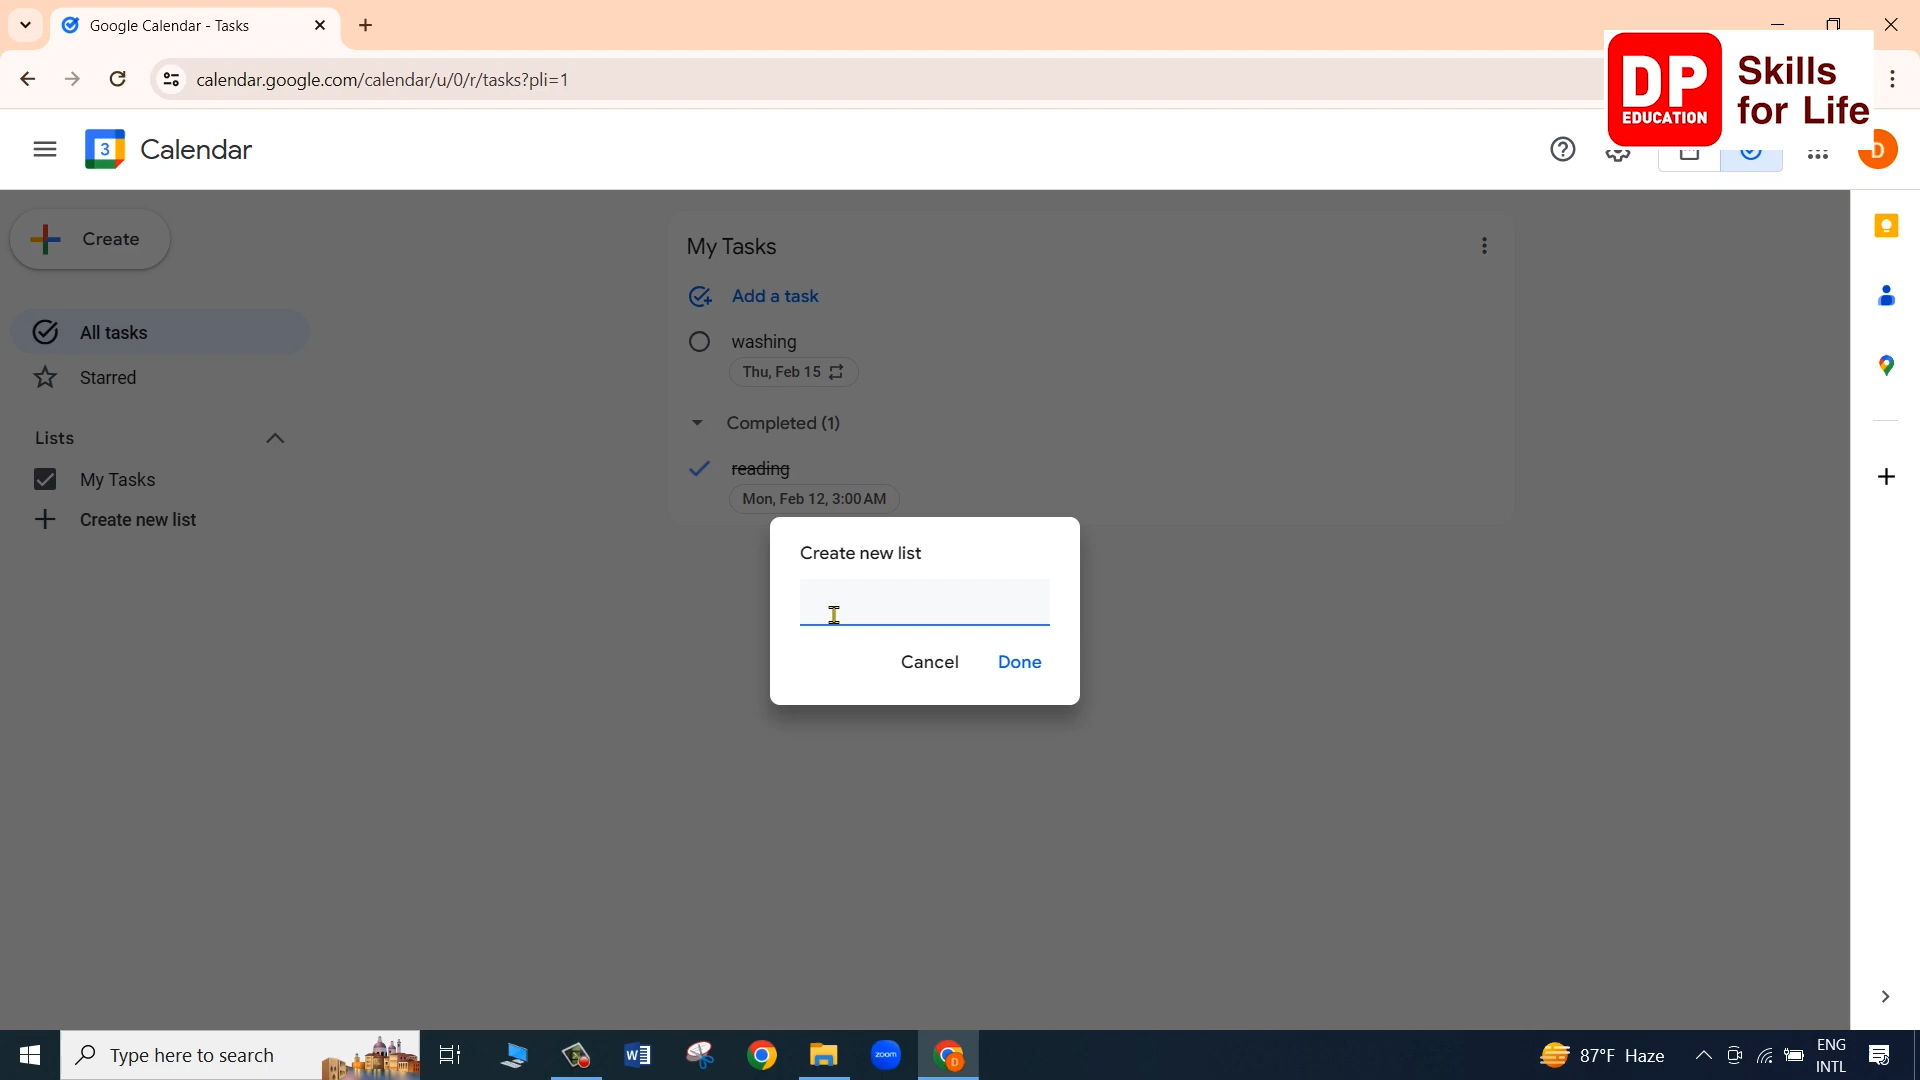 Google Calendar - Tasks
calendar.google.com/calendar/u/0/r/tasks?pli=1
DP
EDUCATION
Skills
for Life
3
Calendar
D
Create
My Tasks
Add a task
All tasks
washing
Thu, Feb 15
Starred
Completed (1)
Lists
reading
My Tasks
Mon, Feb 12, 3:00 AM
Create new list
Create new list
Cancel
Done
Type here to search
W
zoom
D
87°F Haze
ENG
INTL